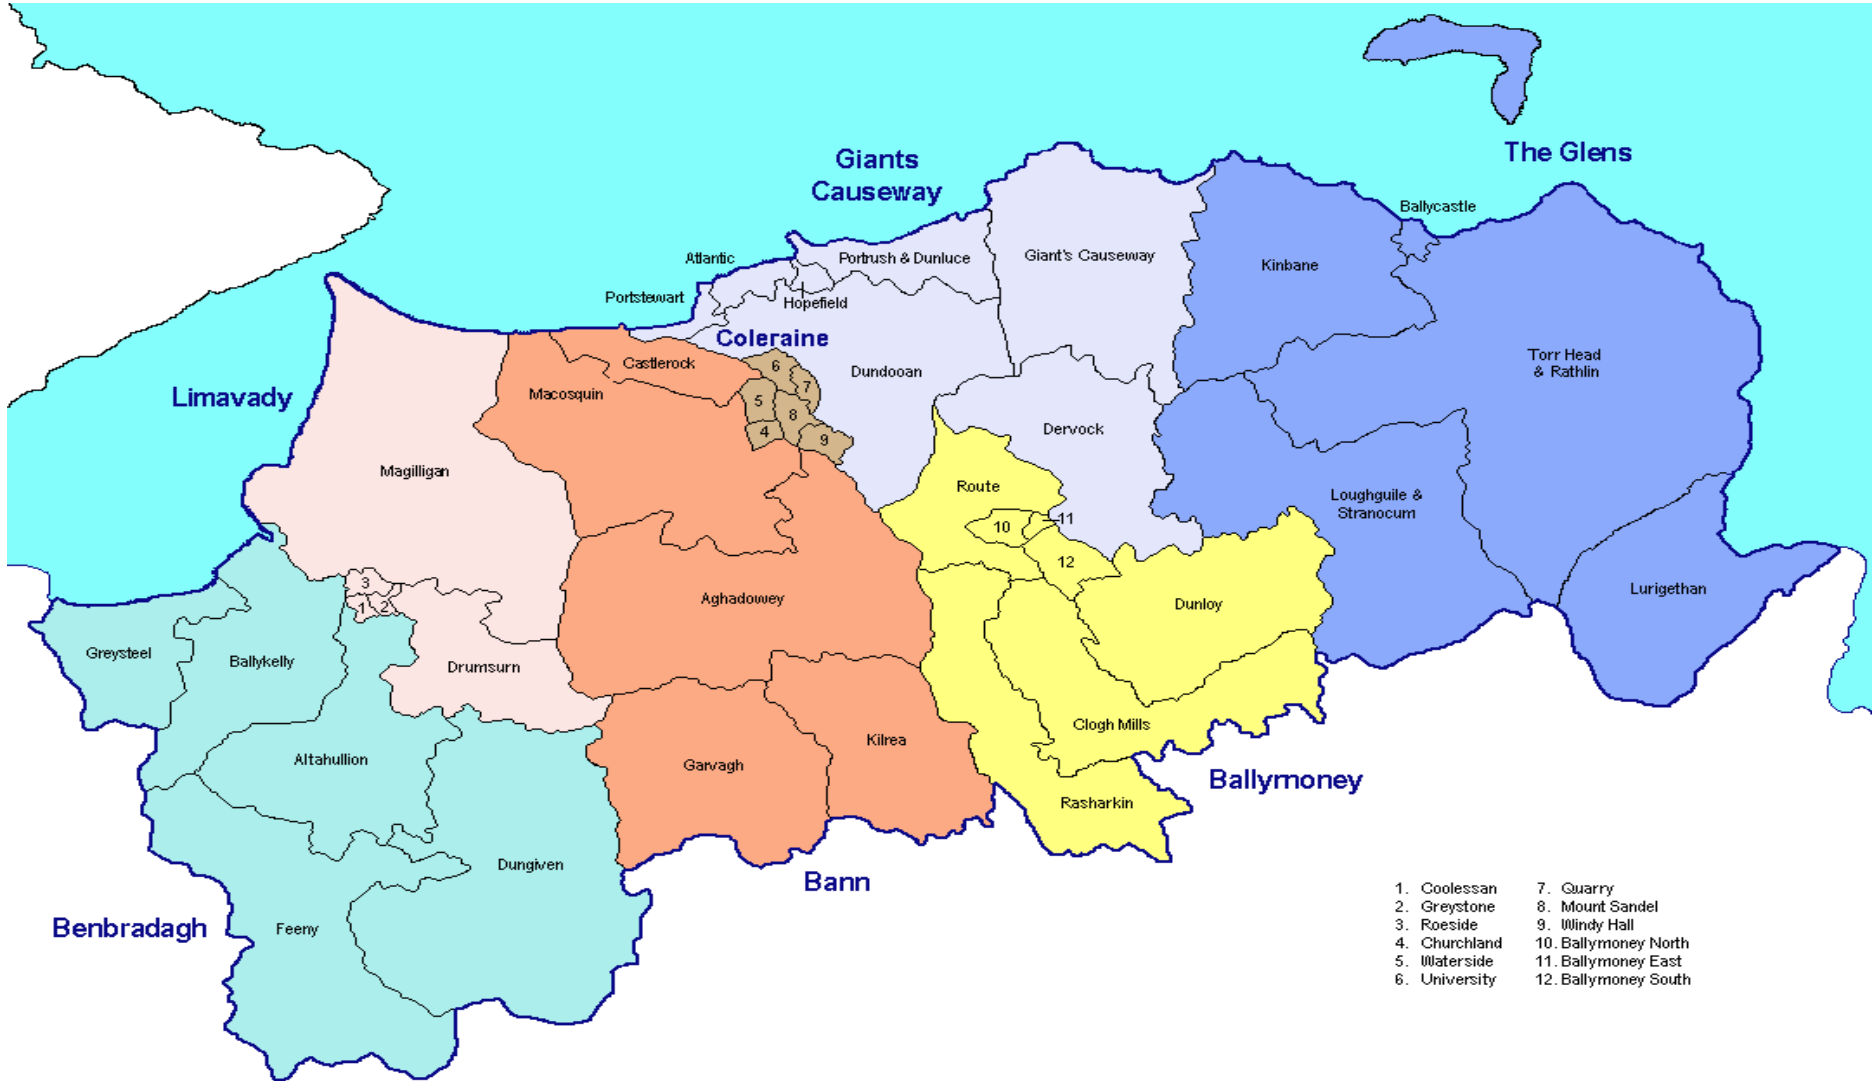 Giants
Causeway
The Glens
Ballycastle
Atlantic
Portrush & Dunluce
Giant's Causeway
Kinbane
Portstewart
Hopefield
Coleraine
Castlerock
Dundooan
Torr Head
& Rathlin
Limavady
Macosquin
6
7
5
8
4
9
Dervock
Magilligan
Route
Loughguile &
Stranocum
10
11
12
3
1
2
Aghadowey
Dunloy
Lurigethan
Greysteel
Ballykelly
Drumsurn
Clogh Mills
Altahullion
Garvagh
Kilrea
Ballymoney
Rasharkin
Dungiven
Bann
Benbradagh
Feeny
1. Coolessan
2. Greystone
3. Roeside
4. Churchland
5. Waterside
6. University
7. Quarry
8. Mount Sandel
9. Windy Hall
10. Ballymoney North
11. Ballymoney East
12. Ballymoney South